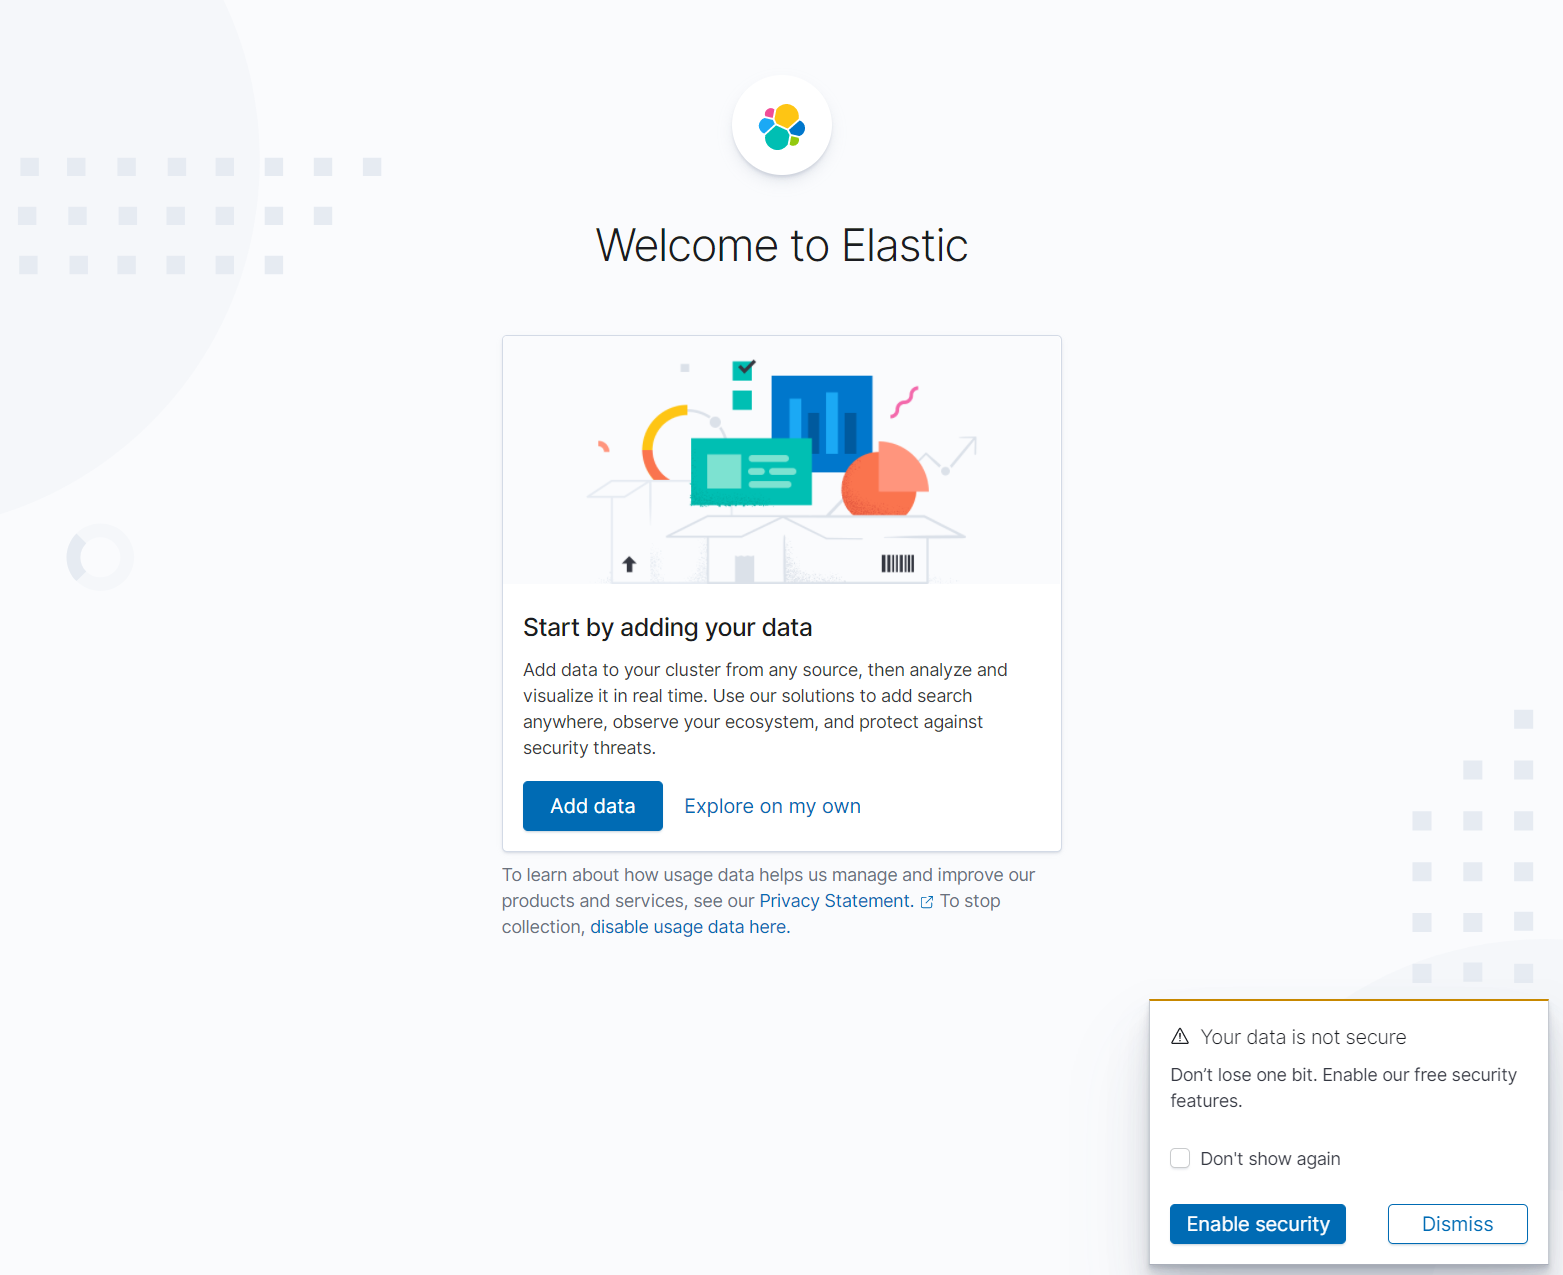 Welcome to Elastic
Start by adding your data
Add data to your cluster from any source, then analyze and
visualize it in real time. Use our solutions to add search
anywhere, observe your ecosystem, and protect against
security threats.
Add data
Explore on my own
To learn about how usage data helps us manage and improve our
products and services, see our Privacy Statement. To stop
collection, disable usage data here.
Your data is not secure
Don’t lose one bit. Enable our free security
features.
Don't show again
Enable security
Dismiss